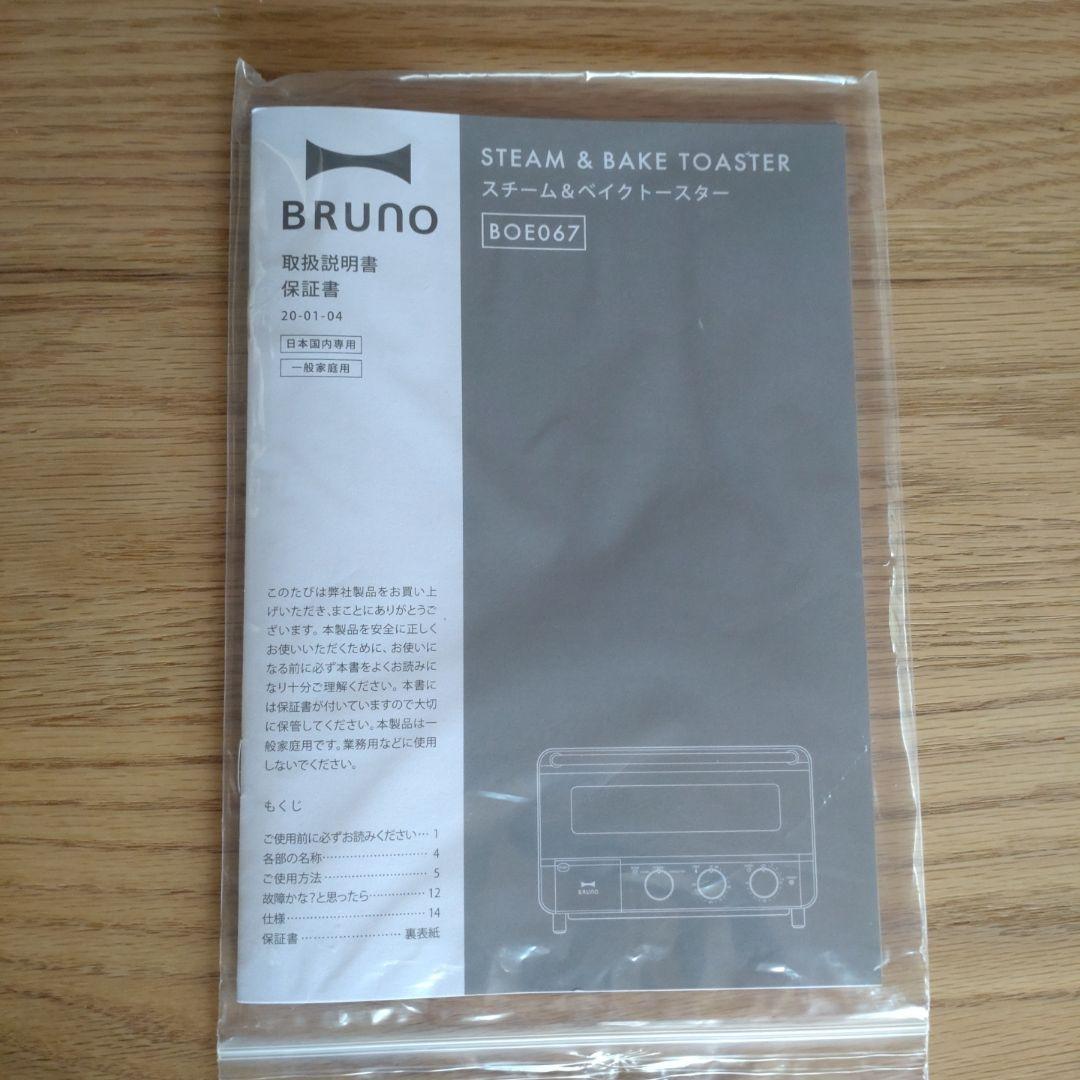 BRUNO
取扱説明書
保証書
20-01-04
日本国内専用
一般家庭用
STEAM & BAKE TOASTER
スチーム&ベイクトースター
BOE067
このたびは弊社製品をお買い上
げいただき、まことにありがとうご
ざいます。本製品を安全に正しく
お使いいただくために、お使いに
なる前に必ず本書をよくお読みに
なり十分ご理解ください。本書に
は保証書が付いていますので大切
に保管してください。本製品は一
般家庭用です。業務用などに使用
しないでください。
もくじ
ご使用前に必ずお読みください… 1
各部の名称……………………… 4
ご使用方法……………………… 5
故障かな?と思ったら…………… 12
仕様……………………………… 14
保証書…………………… 裏表紙
BRUNO